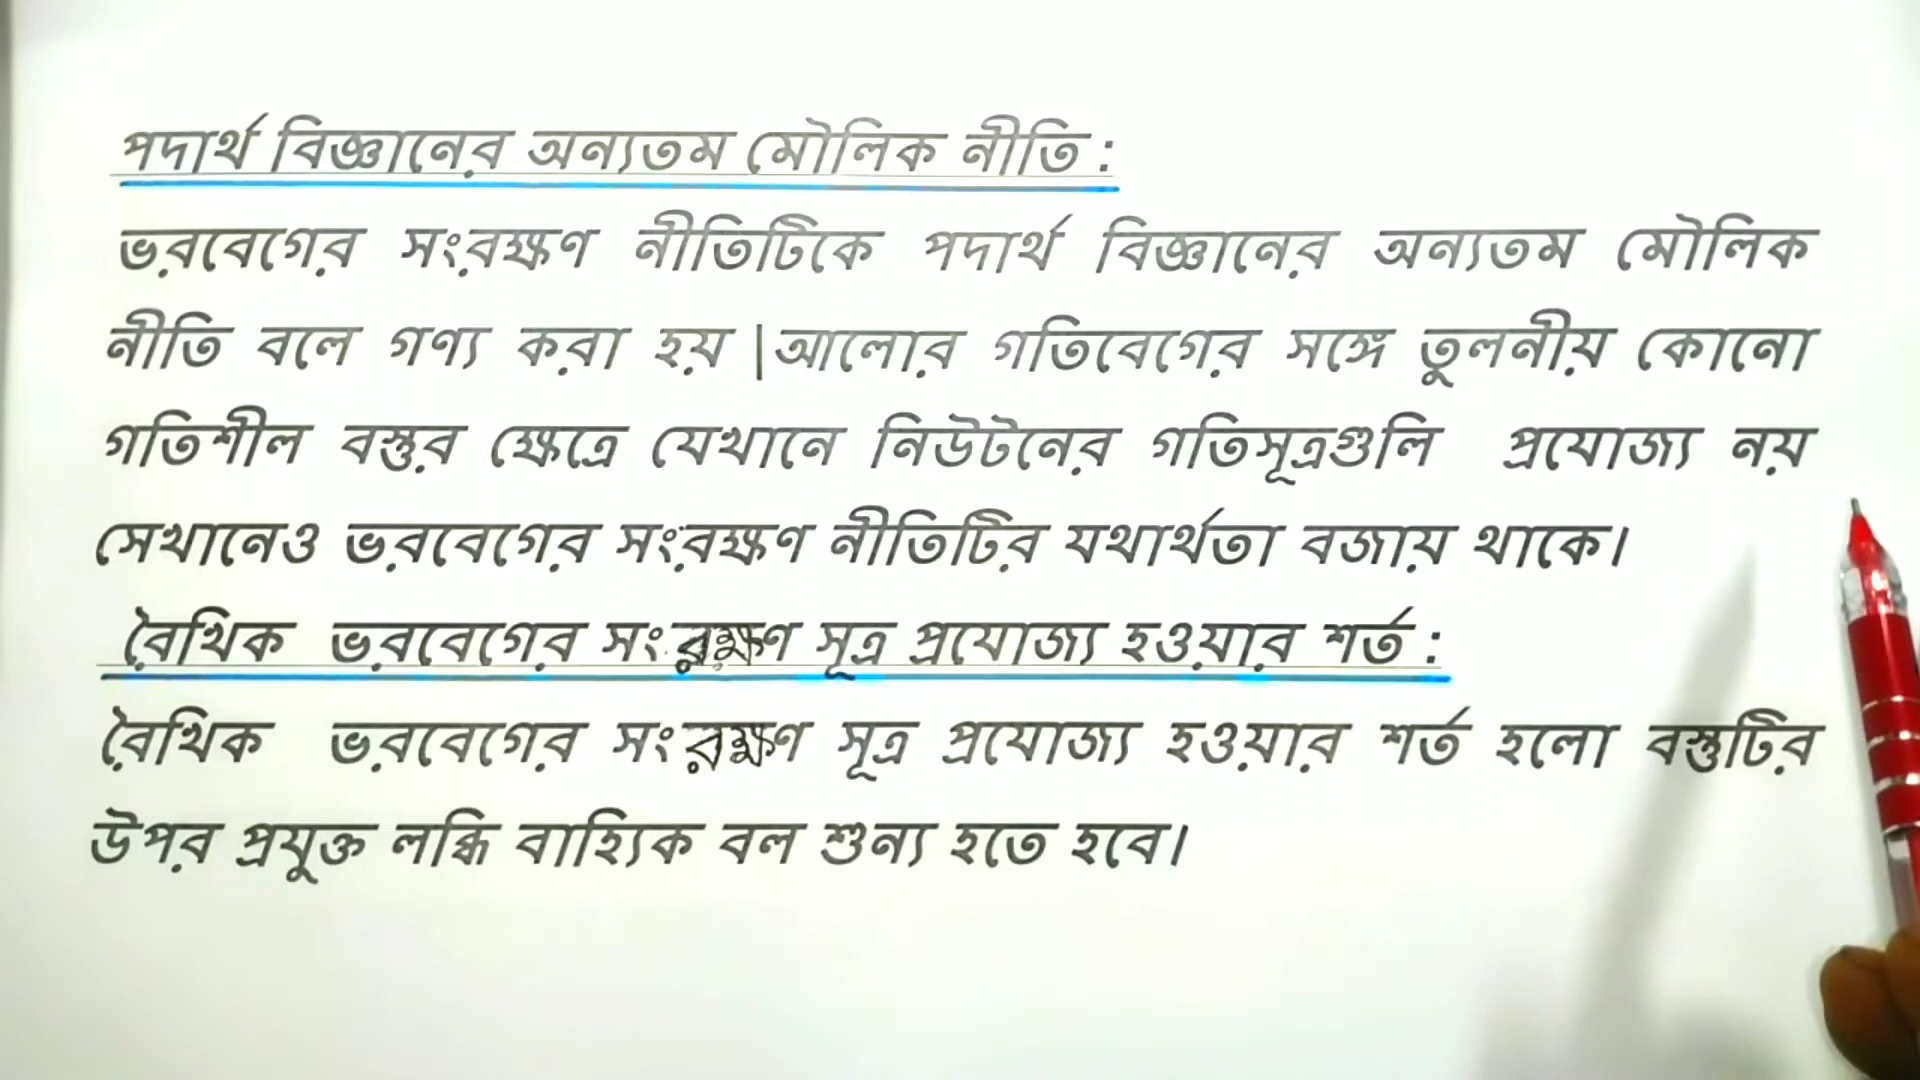 পদার্থ বিজ্ঞানের অন্যতম মৌলিক নীতি :
ভরবেগের সংরক্ষণ নীতিটিকে পদার্থ বিজ্ঞানের অন্যতম মৌলিক
নীতি বলে গণ্য করা হয় |আলোর গতিবেগের সঙ্গে তুলনীয় কোনো
গতিশীল বস্তুর ক্ষেত্রে যেখানে নিউটনের গতিসূত্রগুলি প্রযোজ্য নয়
সেখানেও ভরবেগের সংরক্ষণ নীতিটির যথার্থতা বজায় থাকে।
রৈখিক ভরবেগের সংরক্ষণ সূত্র প্রযোজ্য হওয়ার শর্ত :
রৈখিক ভরবেগের সংরক্ষণ সূত্র প্রযোজ্য হওয়ার শর্ত হলো বস্তুটির
উপর প্রযুক্ত লব্ধি বাহ্যিক বল শুন্য হতে হবে।